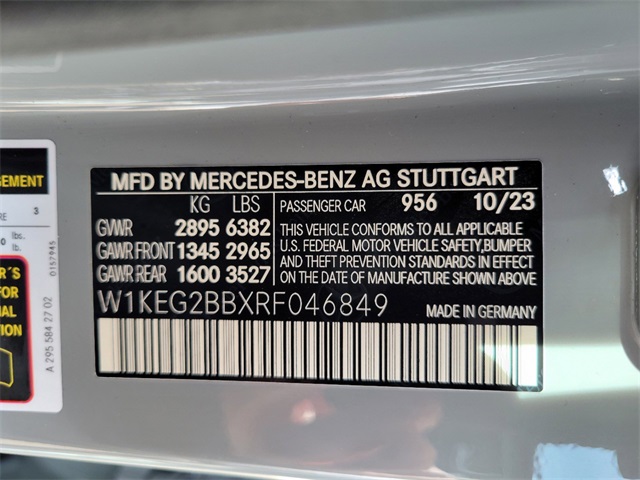 MFD BY MERCEDES-BENZ AG STUTTGART
KG LBS
GVWR 2895 6382
GAWR FRONT 1345 2965
GAWR REAR 1600 3527
PASSENGER CAR 956 10/23
THIS VEHICLE CONFORMS TO ALL APPLICABLE
U.S. FEDERAL MOTOR VEHICLE SAFETY, BUMPER
AND THEFT PREVENTION STANDARDS IN EFFECT
ON THE DATE OF MANUFACTURE SHOWN ABOVE
W1KEG2BBXRF046849
MADE IN GERMANY
GEMENT
3
lbs.
0157945
FOR
A 295 584 27 02